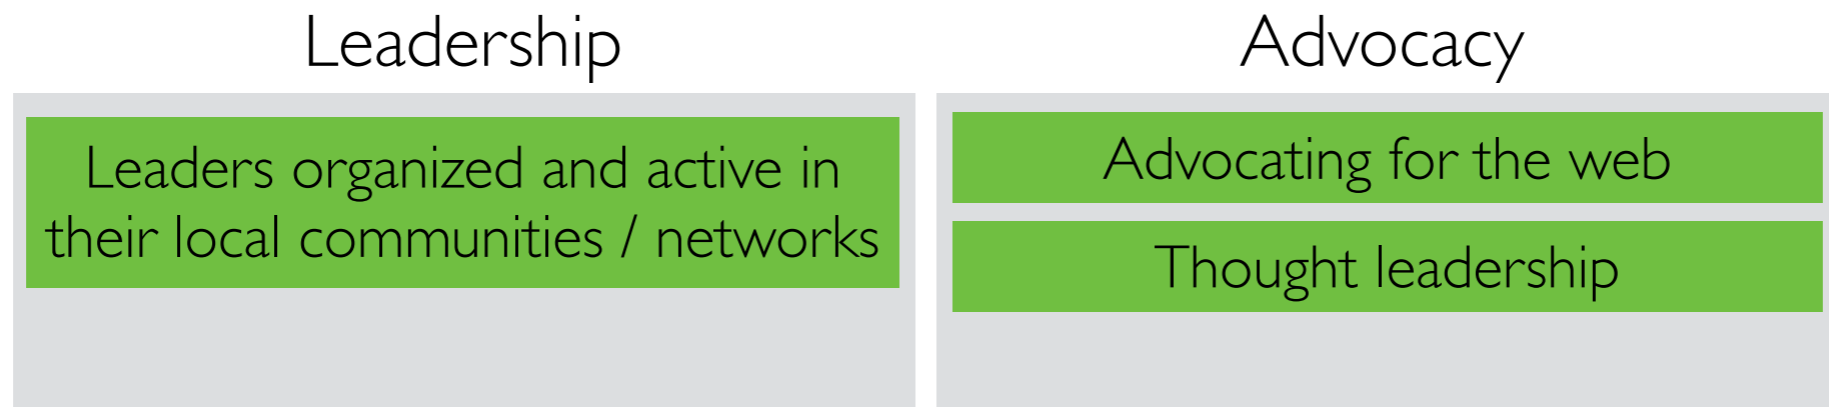 Leadership
Leaders organized and active in
their local communities / networks
Advocacy
Advocating for the web
Thought leadership